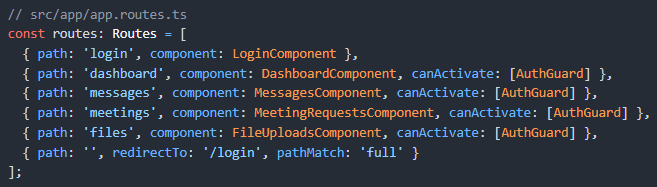 // src/app/app.routes.ts
const routes: Routes = [
  { path: 'login', component: LoginComponent },
  { path: 'dashboard', component: DashboardComponent, canActivate: [AuthGuard] },
  { path: 'messages', component: MessagesComponent, canActivate: [AuthGuard] },
  { path: 'meetings', component: MeetingRequestsComponent, canActivate: [AuthGuard] },
  { path: 'files', component: FileUploadsComponent, canActivate: [AuthGuard] },
  { path: '', redirectTo: '/login', pathMatch: 'full' }
];